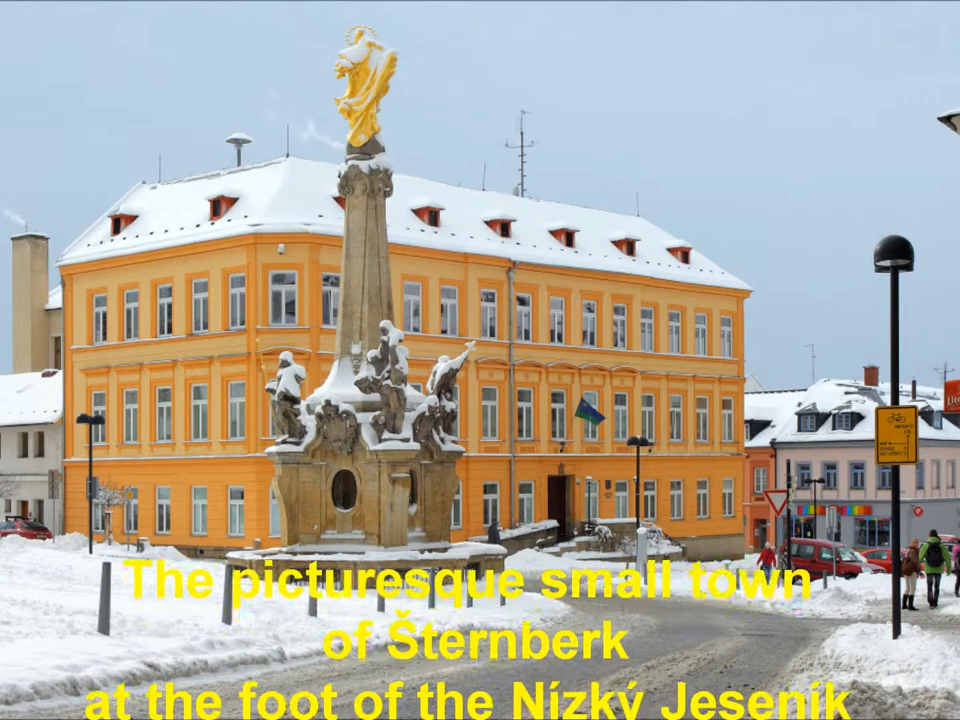 The picturesque small town
of Šternberk
at the foot of the Nízký Jeseník